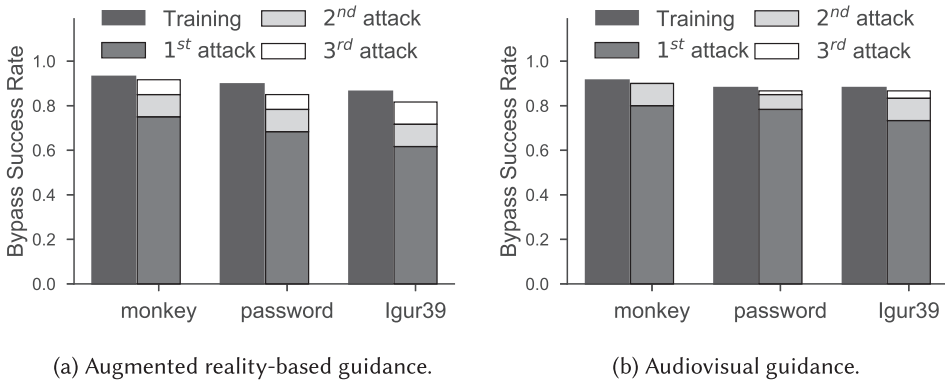 Training
2nd attack
1st attack
3rd attack
Bypass Success Rate
1.0
0.8
0.6
0.4
0.2
0.0
monkey
password
lgur39
(a) Augmented reality-based guidance.
Training
2nd attack
1st attack
3rd attack
Bypass Success Rate
1.0
0.8
0.6
0.4
0.2
0.0
monkey
password
lgur39
(b) Audiovisual guidance.